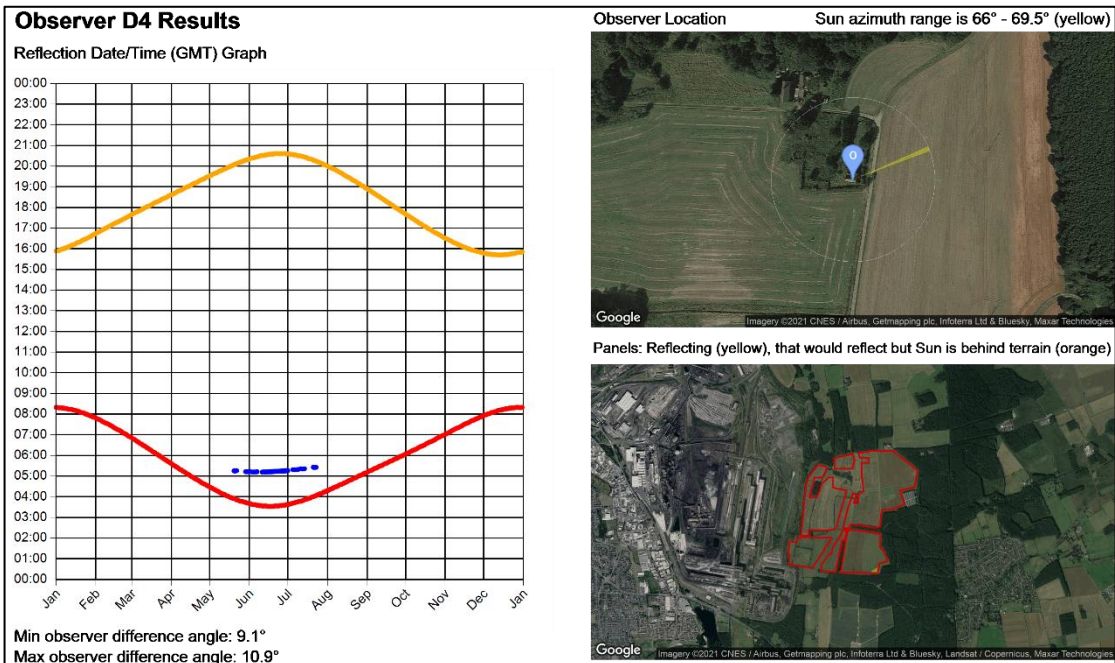 Observer D4 Results
Reflection Date/Time (GMT) Graph
00:00
23:00
22:00
21:00
20:00
19:00
18:00
17:00
16:00
15:00
14:00
13:00
12:00
11:00
10:00
09:00
08:00
07:00
06:00
05:00
04:00
03:00
02:00
01:00
00:00
Jan Feb Mar Apr May Jun Jul Aug Sep Oct Nov Dec Jan
Min observer difference angle: 9.1°
Max observer difference angle: 10.9°
Observer Location Sun azimuth range is 66° - 69.5° (yellow)
O
Google
Imagery ©2021 CNES / Airbus, Getmapping plc, Infoterra Ltd & Bluesky, Maxar Technologies
Panels: Reflecting (yellow), that would reflect but Sun is behind terrain (orange)
Google
Imagery ©2021 CNES / Airbus, Getmapping plc, Infoterra Ltd & Bluesky, Landsat / Copernicus, Maxar Technologies